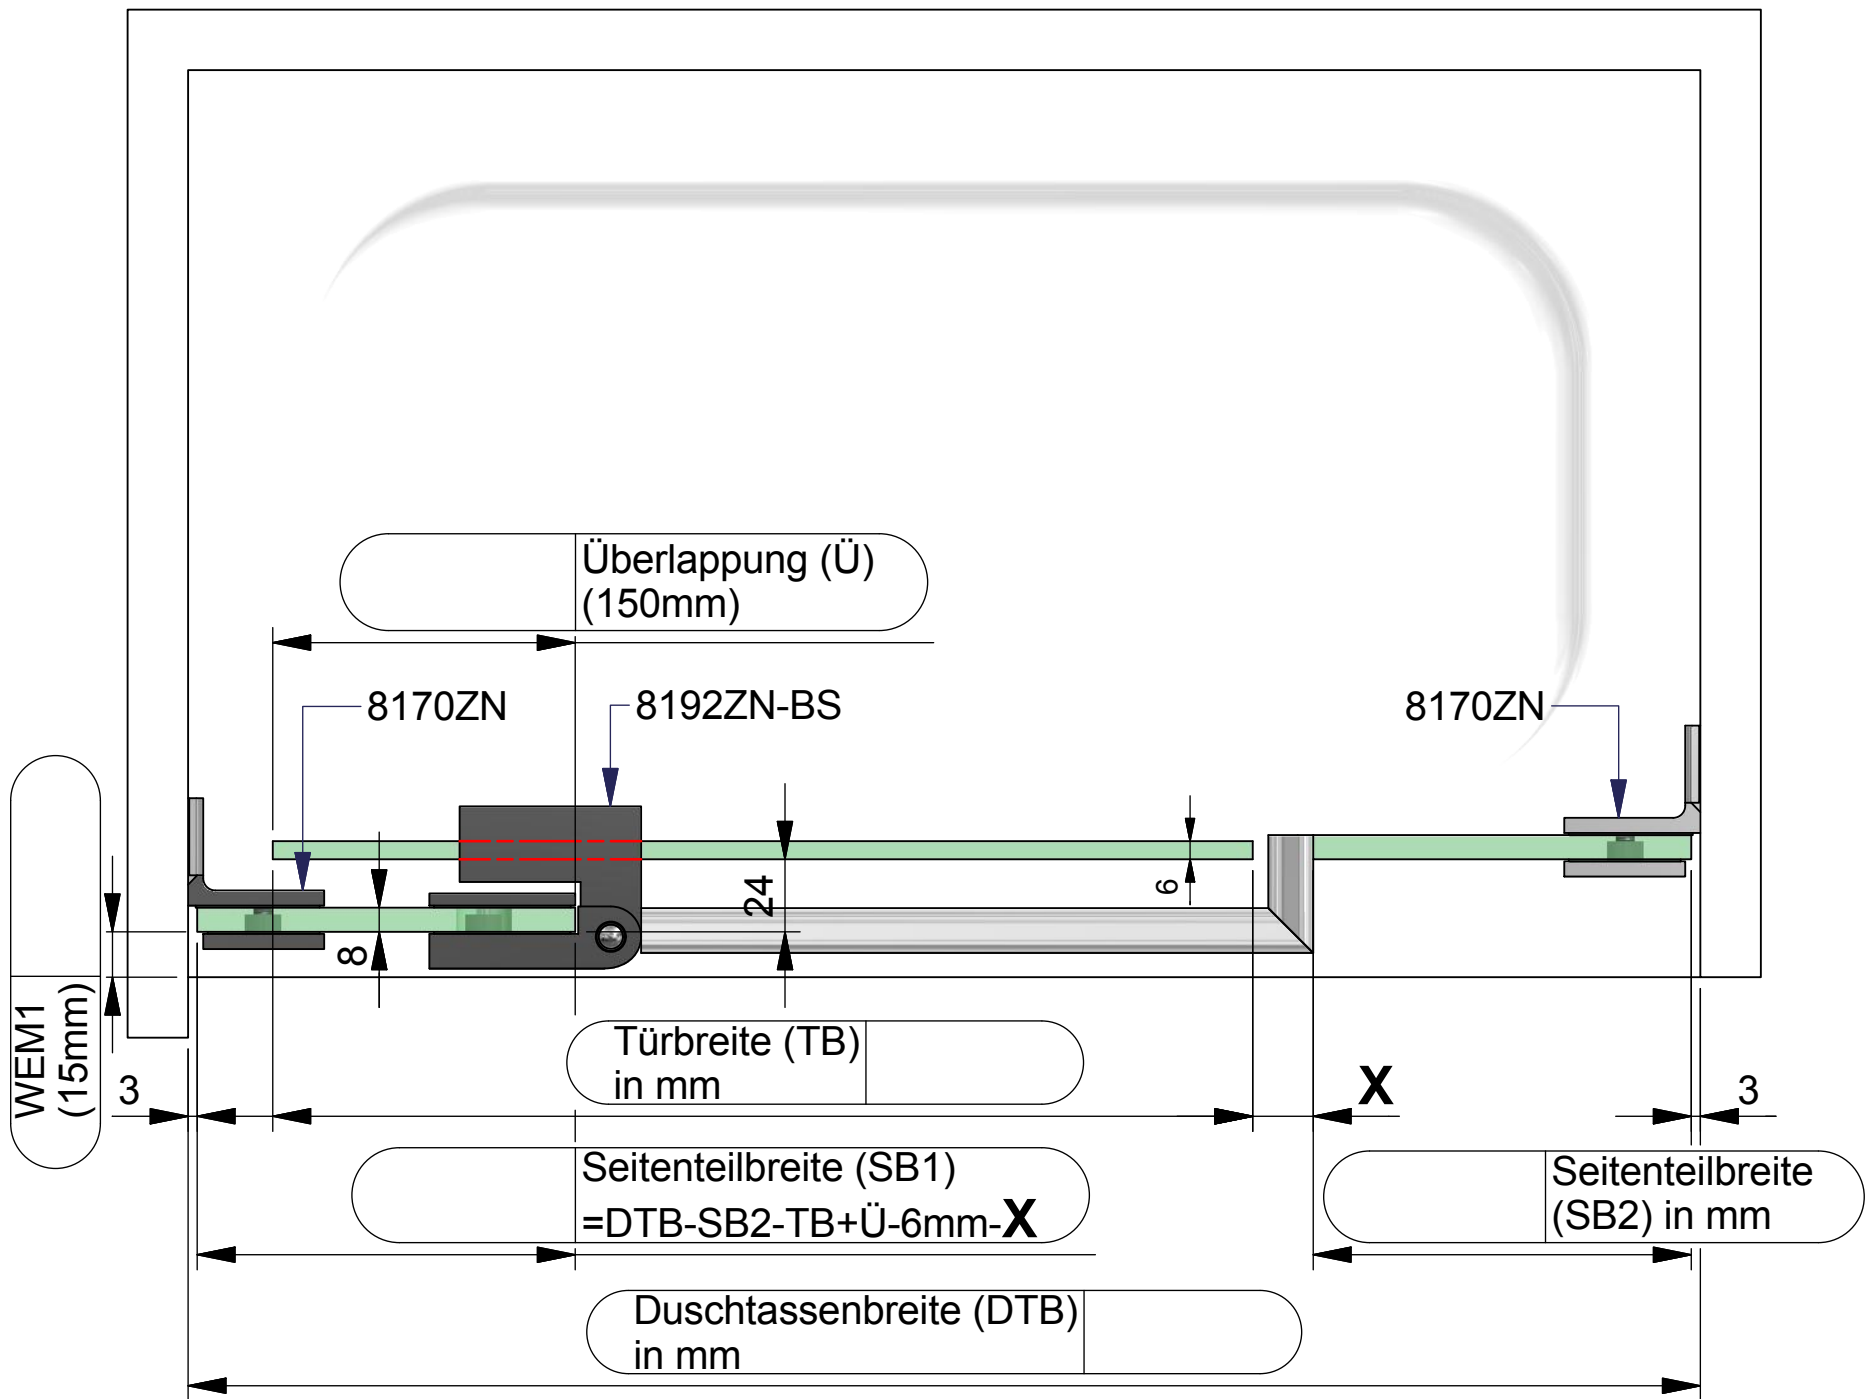 Überlappung (Ü)
(150mm)
8170ZN
8192ZN-BS
8170ZN
24
6
8
WEM1
(15mm)
Türbreite (TB)
in mm
3
X
3
Seitenteilbreite (SB1)
=DTB-SB2-TB+Ü-6mm-X
Seitenteilbreite
(SB2) in mm
Duschtassenbreite (DTB)
in mm